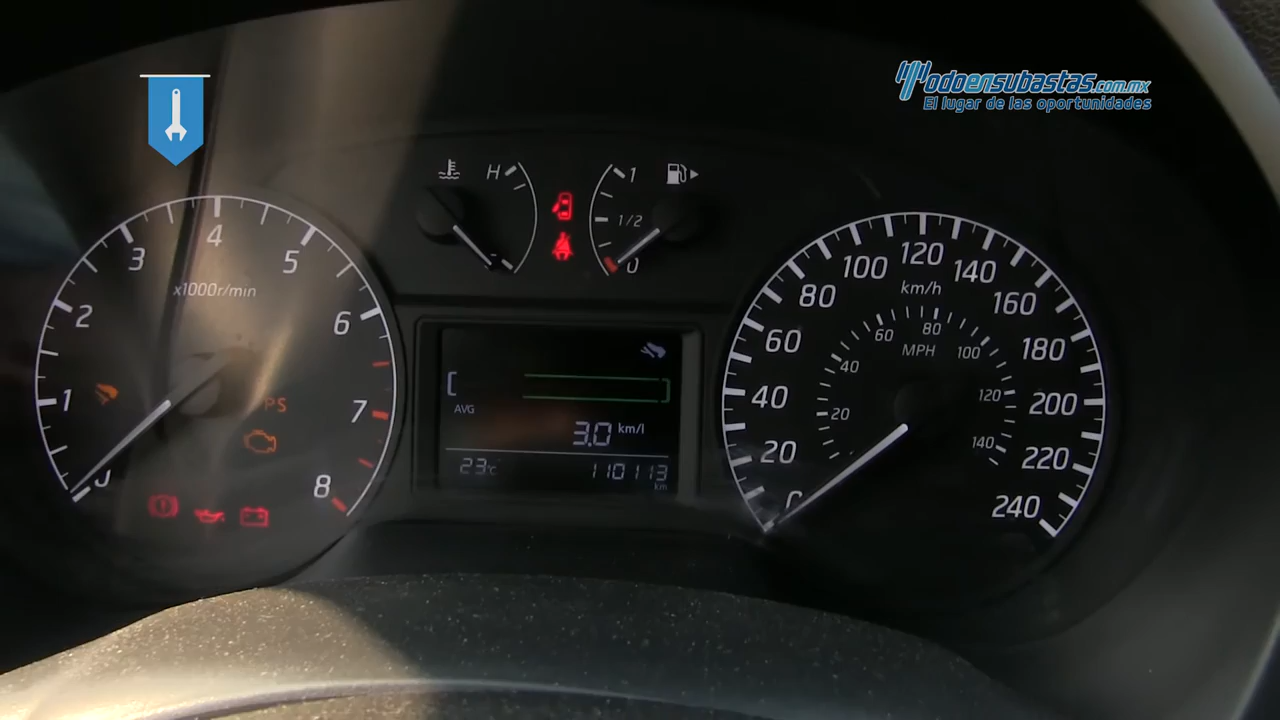 Todoensubastas.com.mx
El lugar de las oportunidades
H
1
1/2
0
1
2
3
4
5
6
7
8
x1000r/min
PS
AVG
3.0 km/l
23°C
110113
km
0
20
40
60
80
100
120
140
160
180
200
220
240
km/h
20
40
60
80
100
120
140
MPH